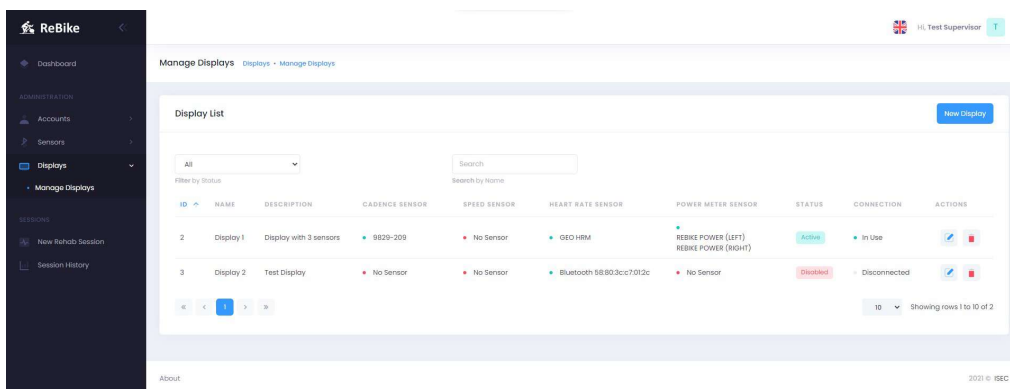 ReBike
Hi, Test Supervisor T
Dashboard
Manage Displays Displays • Manage Displays
ADMINISTRATION
Accounts
Sensors
Displays
Manage Displays
SESSIONS
New Rehab Session
Session History
Display List New Display
All Search
Filter by Status Search by Name
ID NAME DESCRIPTION CADENCE SENSOR SPEED SENSOR HEART RATE SENSOR POWER METER SENSOR STATUS CONNECTION ACTIONS
2 Display 1 Display with 3 sensors 9829-209 No Sensor GEO HRM REBIKE POWER (LEFT) Active In Use
REBIKE POWER (RIGHT)
3 Display 2 Test Display No Sensor No Sensor Bluetooth 58:80:3c:c7:01:2c No Sensor Disabled Disconnected
« < 1 > » 10 Showing rows 1 to 10 of 2
About 2021 © ISEC